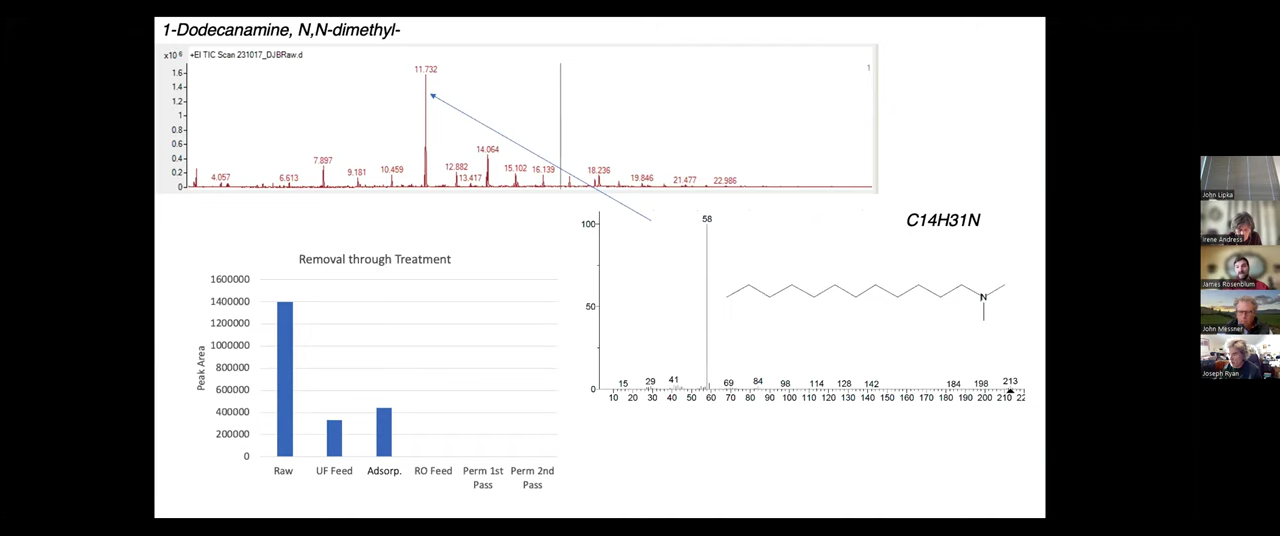 1-Dodecanamine, N,N-dimethyl-
x10 6 +EI TIC Scan 231017_DJBRaw.d
1
1.6
1.4
1.2
1
0.8
0.6
0.4
0.2
0
11.732
4.057
6.613
7.897
9.181
10.459
12.882
13.417
14.064
15.102
16.139
18.236
19.846
21.477
22.986
C14H31N
100
50
0
58
15 29 41 69 84 98 114 128 142 184 198 213
10 20 30 40 50 60 70 80 90 100 110 120 130 140 150 160 170 180 190 200 210 22
N
Removal through Treatment
Peak Area
1600000
1400000
1200000
1000000
800000
600000
400000
200000
0
Raw UF Feed Adsorp. RO Feed Perm 1st Pass Perm 2nd Pass
John Lipka
Irene Andress
James Rosenblum
John Messner
Joseph Ryan